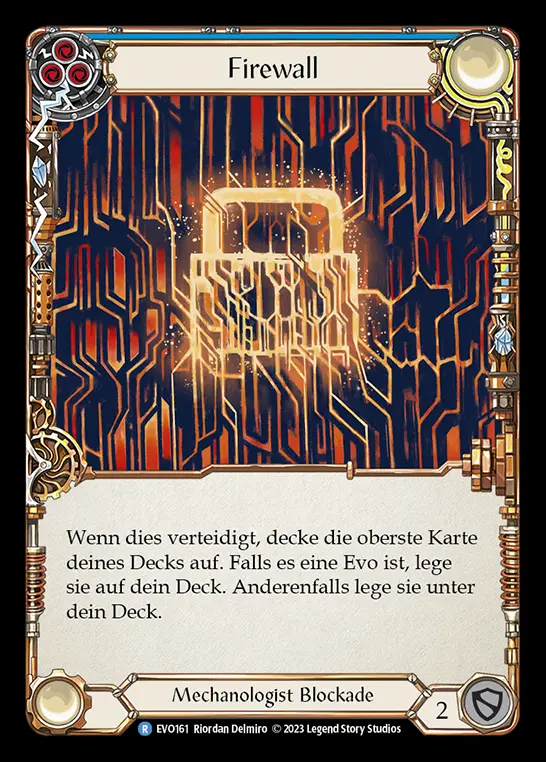 Firewall
Wenn dies verteidigt, decke die oberste Karte
deines Decks auf. Falls es eine Evo ist, lege
sie auf dein Deck. Anderenfalls lege sie unter
dein Deck.
Mechanologist Blockade
2
R EVO161 Riordan Delmiro © 2023 Legend Story Studios